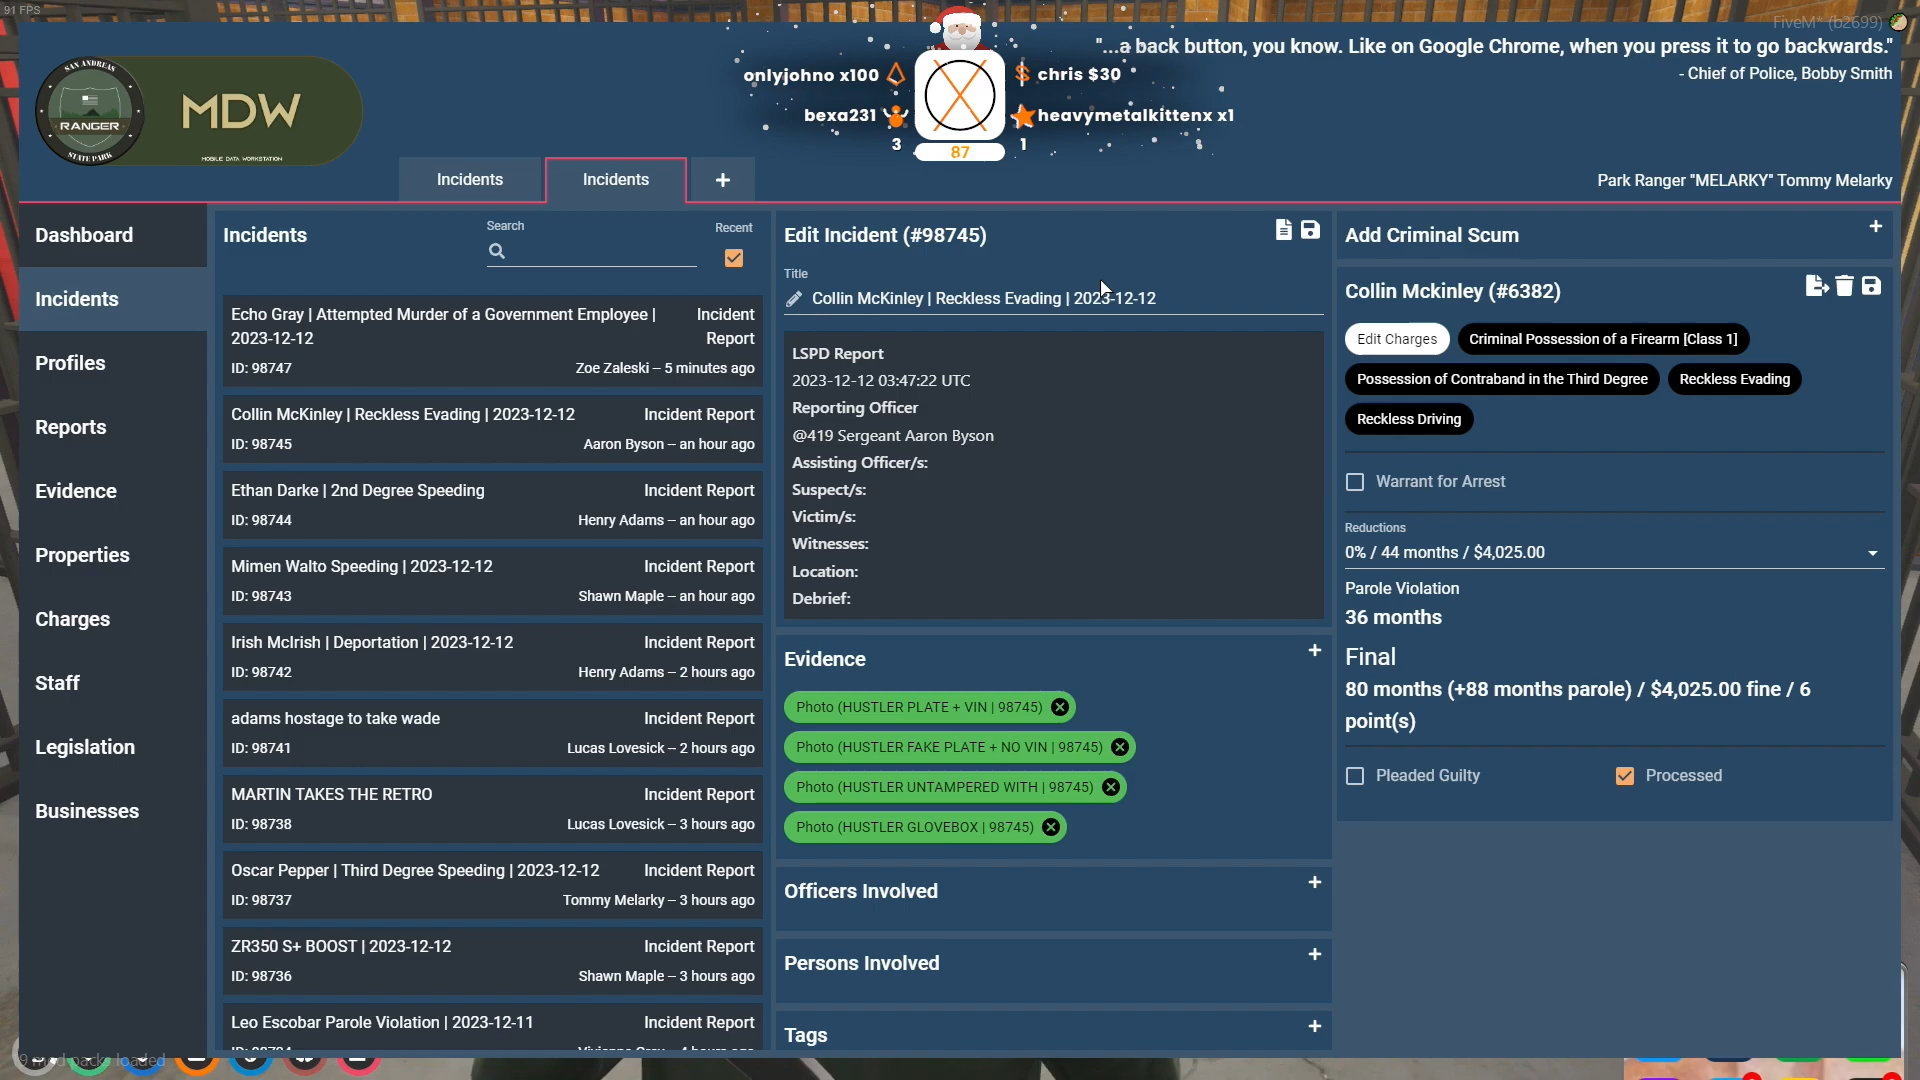 91 FPS
FiveM* (b2699)
"...a back button, you know. Like on Google Chrome, when you press it to go backwards."
- Chief of Police, Bobby Smith
SAN ANDREAS
RANGER
STATE PARK
MDW
MOBILE DATA WORKSTATION
onlyjohno x100
chris $30
bexa231
heavymetalkittenx x1
3
87
1
Incidents
Incidents
+
Park Ranger "MELARKY" Tommy Melarky
Dashboard
Incidents
Profiles
Reports
Evidence
Properties
Charges
Staff
Legislation
Businesses
Incidents
Search
Recent
Echo Gray | Attempted Murder of a Government Employee |
2023-12-12
Incident
Report
ID: 98747
Zoe Zaleski – 5 minutes ago
Collin McKinley | Reckless Evading | 2023-12-12
Incident Report
ID: 98745
Aaron Byson – an hour ago
Ethan Darke | 2nd Degree Speeding
Incident Report
ID: 98744
Henry Adams – an hour ago
Mimen Walto Speeding | 2023-12-12
Incident Report
ID: 98743
Shawn Maple – an hour ago
Irish McIrish | Deportation | 2023-12-12
Incident Report
ID: 98742
Henry Adams – 2 hours ago
adams hostage to take wade
Incident Report
ID: 98741
Lucas Lovesick – 2 hours ago
MARTIN TAKES THE RETRO
Incident Report
ID: 98738
Lucas Lovesick – 3 hours ago
Oscar Pepper | Third Degree Speeding | 2023-12-12
Incident Report
ID: 98737
Tommy Melarky – 3 hours ago
ZR350 S+ BOOST | 2023-12-12
Incident Report
ID: 98736
Shawn Maple – 3 hours ago
Leo Escobar Parole Violation | 2023-12-11
Incident Report
Edit Incident (#98745)
Title
Collin McKinley | Reckless Evading | 2023-12-12
LSPD Report
2023-12-12 03:47:22 UTC
Reporting Officer
@419 Sergeant Aaron Byson
Assisting Officer/s:
Suspect/s:
Victim/s:
Witnesses:
Location:
Debrief:
Evidence
+
Photo (HUSTLER PLATE + VIN | 98745)
Photo (HUSTLER FAKE PLATE + NO VIN | 98745)
Photo (HUSTLER UNTAMPERED WITH | 98745)
Photo (HUSTLER GLOVEBOX | 98745)
Officers Involved
+
Persons Involved
+
Tags
+
Add Criminal Scum
+
Collin Mckinley (#6382)
Edit Charges
Criminal Possession of a Firearm [Class 1]
Possession of Contraband in the Third Degree
Reckless Evading
Reckless Driving
Warrant for Arrest
Reductions
0% / 44 months / $4,025.00
Parole Violation
36 months
Final
80 months (+88 months parole) / $4,025.00 fine / 6
point(s)
Pleaded Guilty
Processed